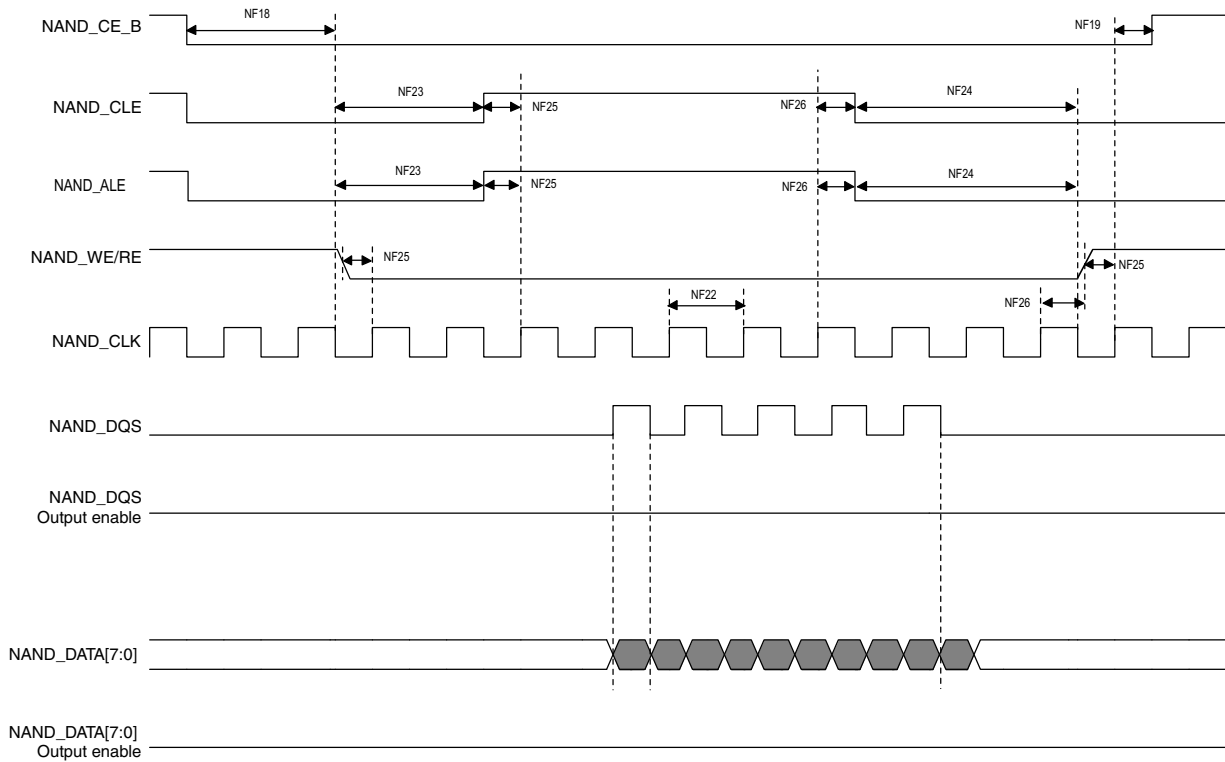 NF18
NF19
NAND_CE_B
NF23
NF24
NAND_CLE
NF25
NF26
NF23
NF24
NAND_ALE
NF25
NF26
NAND_WE/RE
NF25
NF25
NF22
NF26
NAND_CLK
NAND_DQS
NAND_DQS
Output enable
NAND_DATA[7:0]
NAND_DATA[7:0]
Output enable